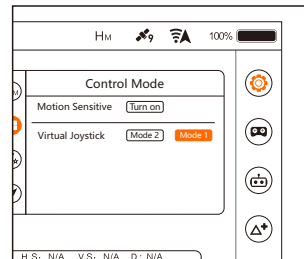 HM 9 A 100%
Control Mode
Motion Sensitive Turn on
Virtual Joystick Mode 2 Mode 1
H.S: N/A V.S: N/A D: N/A